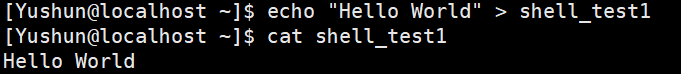 [Yushun@localhost ~]$ echo "Hello World" > shell_test1
[Yushun@localhost ~]$ cat shell_test1
Hello World